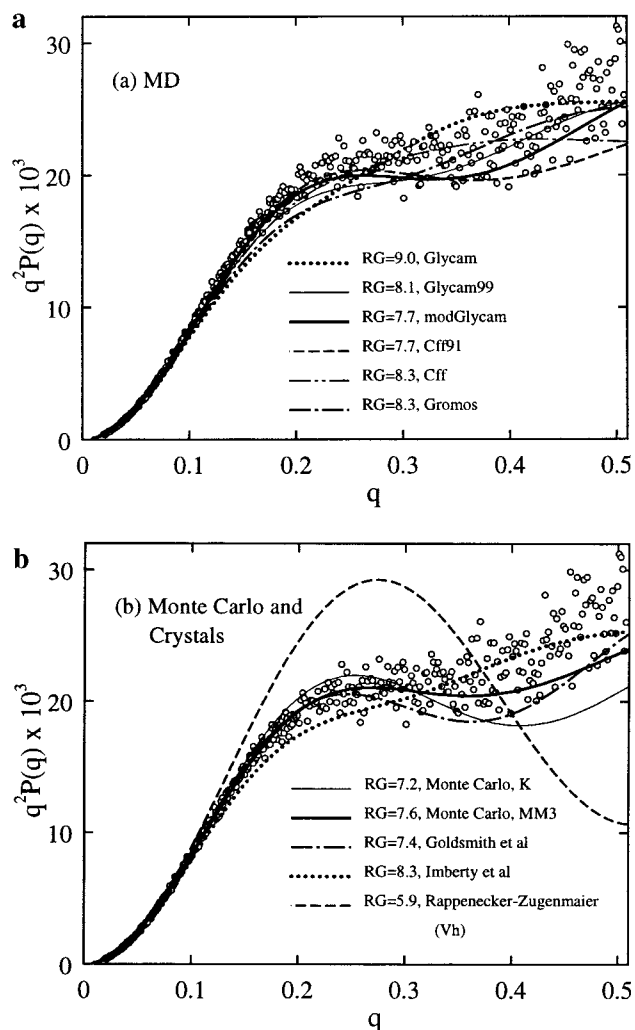 a
(a) MD
30
20
10
0
q²P(q) x 10³
RG=9.0, Glycam
RG=8.1, Glycam99
RG=7.7, modGlycam
RG=7.7, Cff91
RG=8.3, Cff
RG=8.3, Gromos
0 0.1 0.2 0.3 0.4 0.5
q
b
(b) Monte Carlo and
Crystals
30
20
10
0
q²P(q) x 10³
RG=7.2, Monte Carlo, K
RG=7.6, Monte Carlo, MM3
RG=7.4, Goldsmith et al
RG=8.3, Imberty et al
RG=5.9, Rappenecker-Zugenmaier
(Vh)
0 0.1 0.2 0.3 0.4 0.5
q